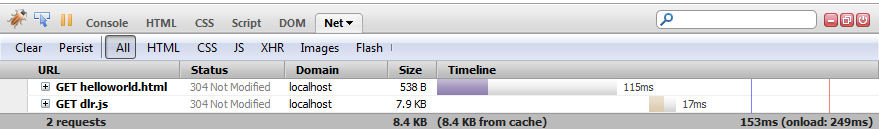 Console HTML CSS Script DOM Net
Clear Persist All HTML CSS JS XHR Images Flash
URL Status Domain Size Timeline
GET helloworld.html 304 Not Modified localhost 538 B 115ms
GET dlr.js 304 Not Modified localhost 7.9 KB 17ms
2 requests 8.4 KB (8.4 KB from cache) 153ms (onload: 249ms)